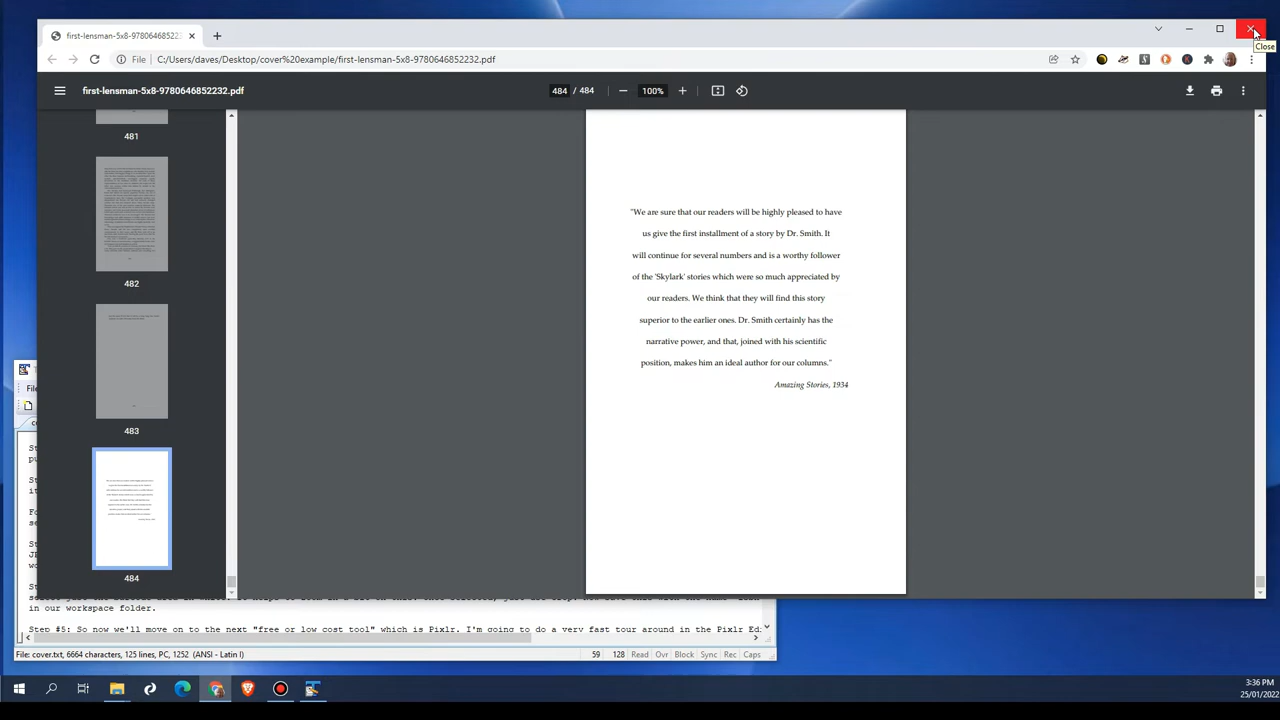 first-lensman-5x8-978064685223
Close
File
C:/Users/daves/Desktop/cover%20example/first-lensman-5x8-9780646852232.pdf
first-lensman-5x8-9780646852232.pdf
484 / 484
100%
481
482
483
484
"We are sure that our readers will be highly pleased to have
us give the first installment of a story by Dr. Smith. It
will continue for several numbers and is a worthy follower
of the 'Skylark' stories which were so much appreciated by
our readers. We think that they will find this story
superior to the earlier ones. Dr. Smith certainly has the
narrative power, and that, joined with his scientific
position, makes him an ideal author for our columns."
Amazing Stories, 1934
in our workspace folder.
Step #5: So now we'll move on to the next "free or low cost tool" which is Pixlr. I'm going to do a very fast tour around in the Pixlr Ed
File: cover.txt, 6664 characters, 125 lines, PC, 1252 (ANSI - Latin I)
59
128
Read
Ovr
Block
Sync
Rec
Caps
3:36 PM
25/01/2022